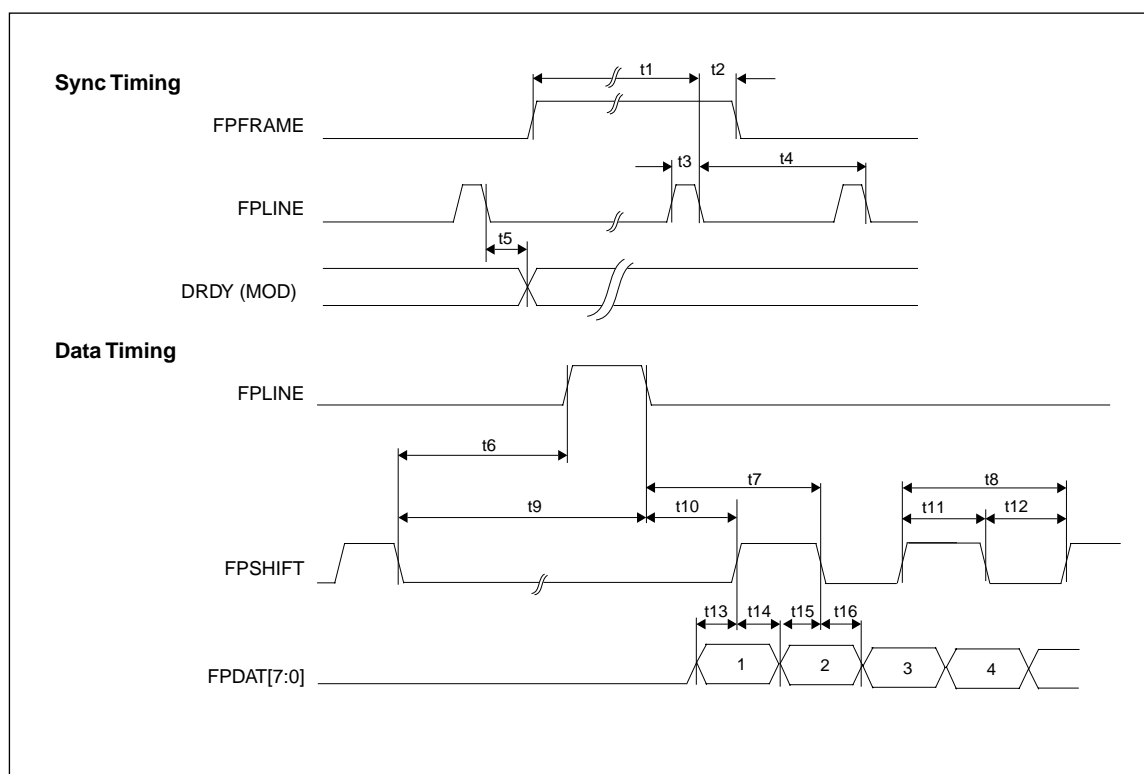 Sync Timing
t1
t2
FPFRAME
t3
t4
FPLINE
t5
DRDY (MOD)
Data Timing
FPLINE
t6
t7
t8
t9
t10
t11
t12
FPSHIFT
t13
t14
t15
t16
FPDAT[7:0]
1
2
3
4